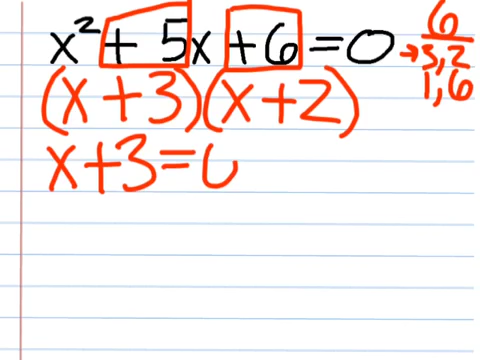 x² + 5x + 6 = 0
(x + 3)(x + 2)
x + 3 = 0
6
→ 3, 2
1, 6